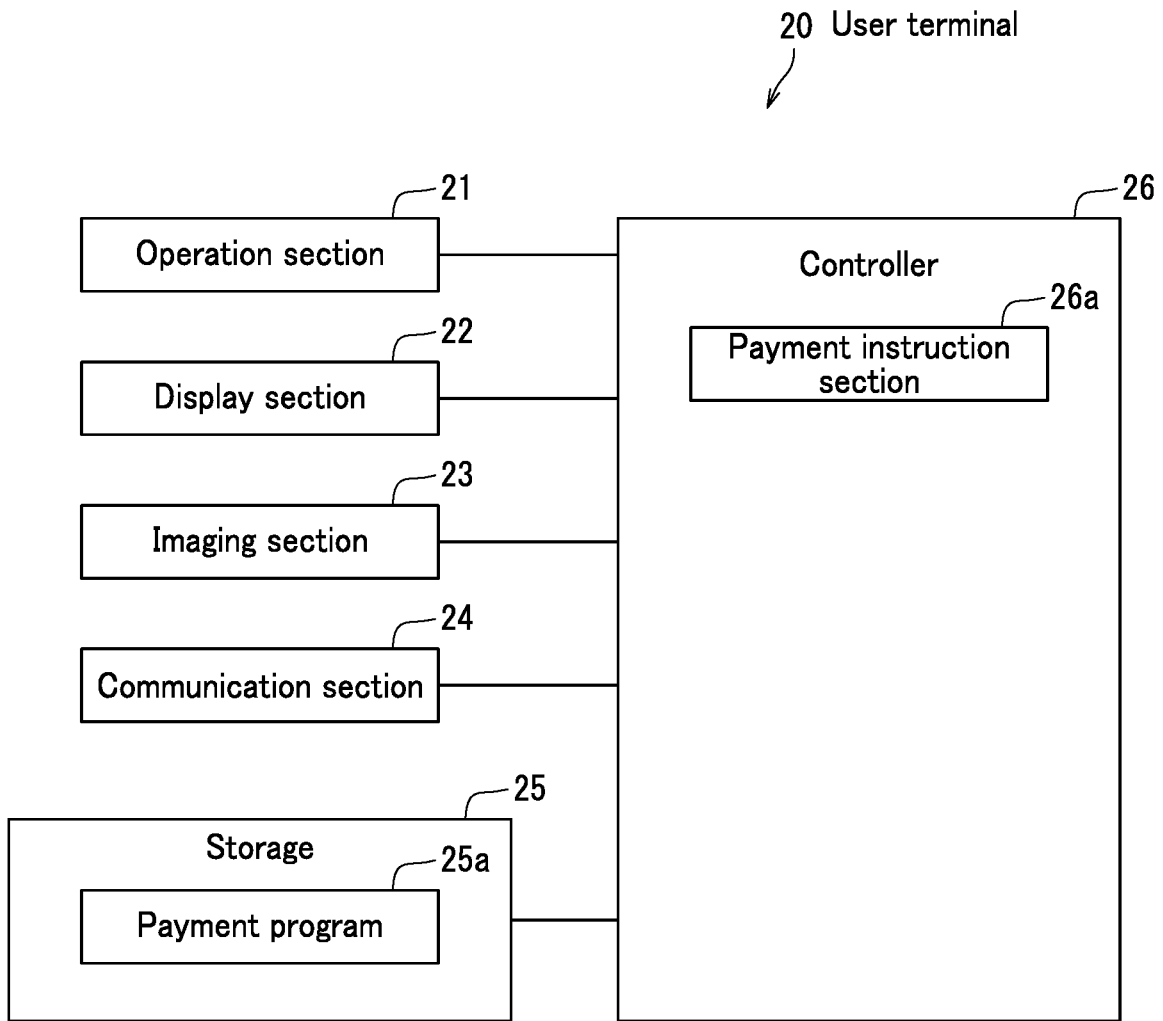 20 User terminal
21
26
Operation section
Controller
26a
Payment instruction
section
22
Display section
23
Imaging section
24
Communication section
25
Storage
25a
Payment program